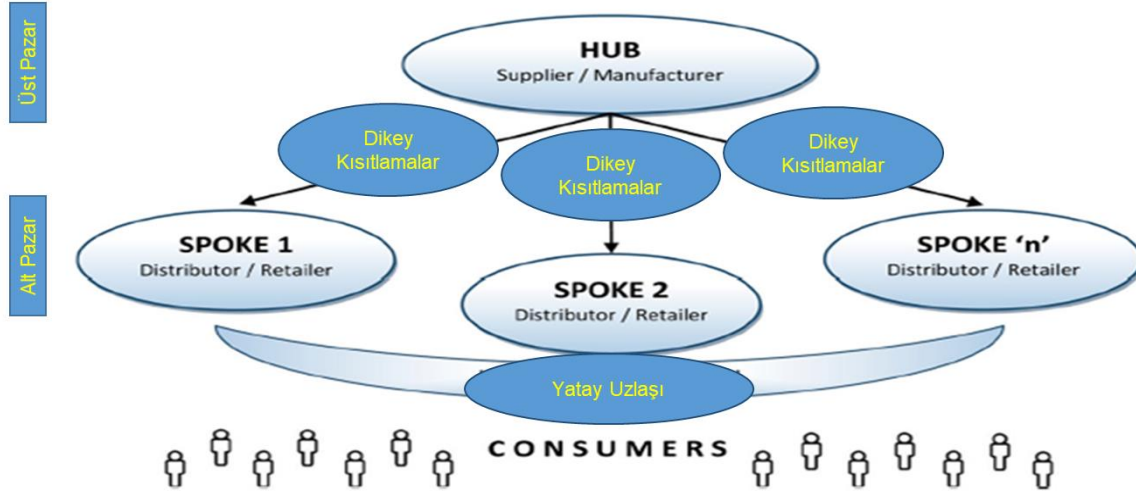 Üst Pazar
HUB
Supplier / Manufacturer
Dikey
Kısıtlamalar
Dikey
Kısıtlamalar
Dikey
Kısıtlamalar
Alt Pazar
SPOKE 1
Distributor / Retailer
SPOKE 2
Distributor / Retailer
SPOKE ‘n’
Distributor / Retailer
Yatay Uzlaşı
CONSUMERS